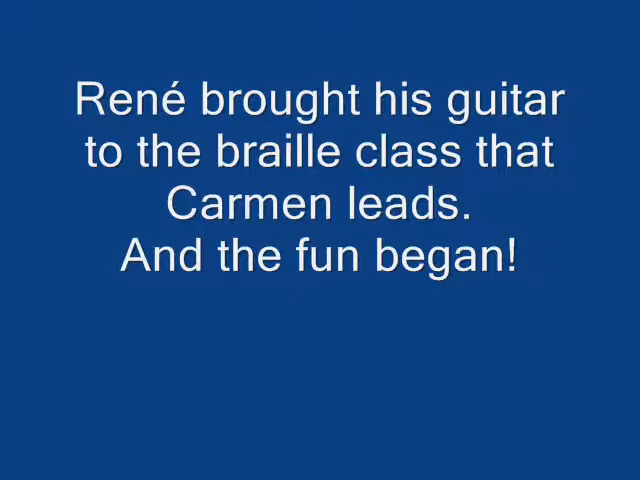 René brought his guitar
to the braille class that
Carmen leads.
And the fun began!